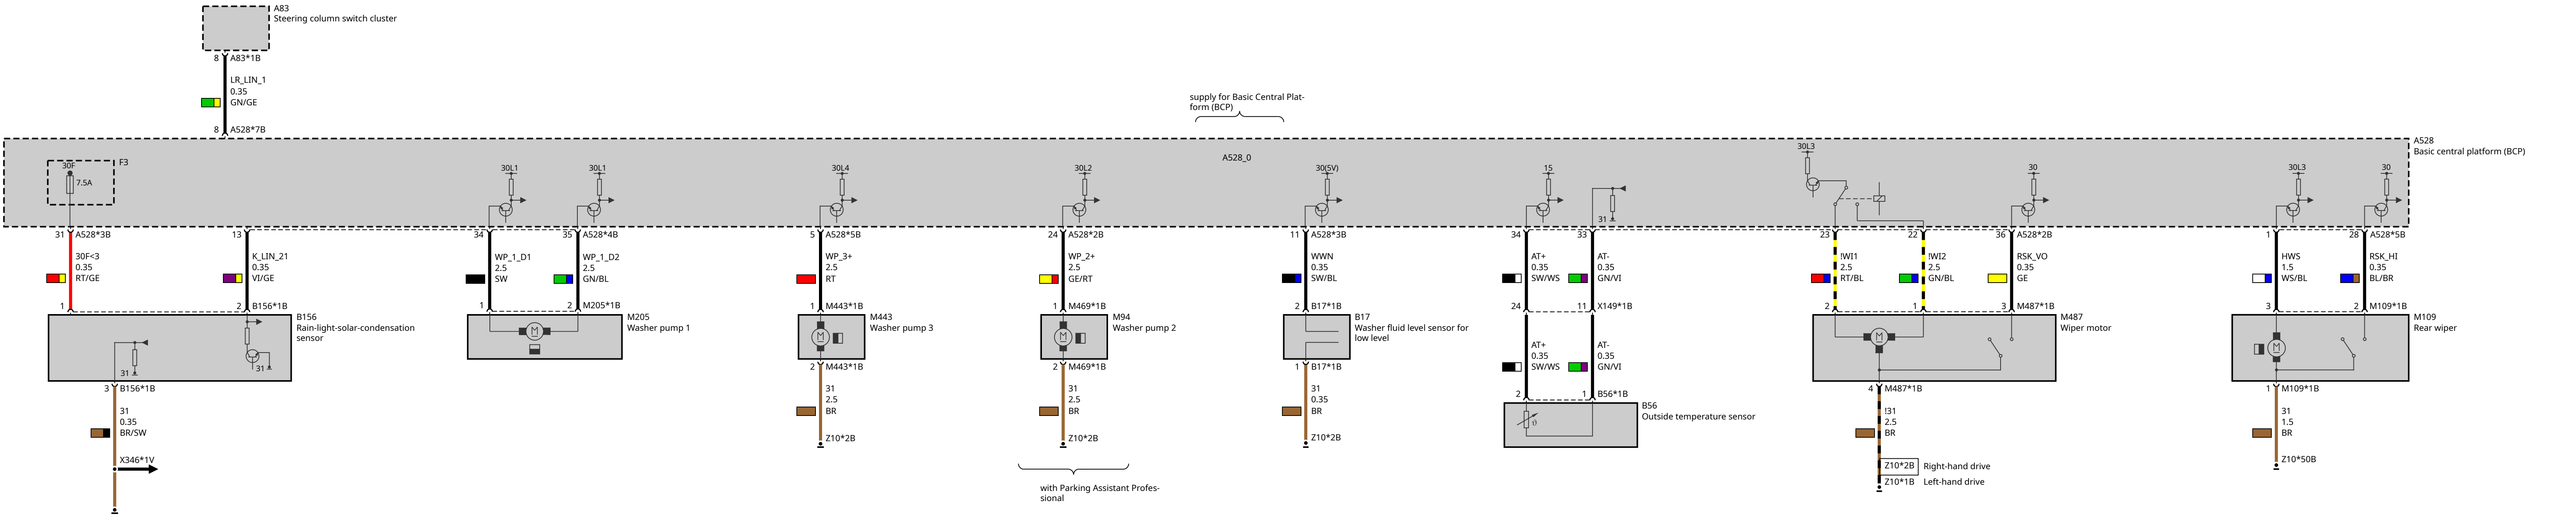 A83
Steering column switch cluster
8 A83*1B
LR_LIN_1
0.35
GN/GE
8 A528*7B
supply for Basic Central Plat-
form (BCP)
A528
Basic central platform (BCP)
A528_0
30F
F3
7.5A
30L1
30L1
30L4
30L2
30(5V)
15
31
30L3
30
30L3
30
31 A528*3B
13
34
35 A528*4B
5 A528*5B
24 A528*2B
11 A528*3B
34
33
23
22
36 A528*2B
1
28 A528*5B
30F<3
0.35
RT/GE
K_LIN_21
0.35
VI/GE
WP_1_D1
2.5
SW
WP_1_D2
2.5
GN/BL
WP_3+
2.5
RT
WP_2+
2.5
GE/RT
WWN
0.35
SW/BL
AT+
0.35
SW/WS
AT-
0.35
GN/VI
!WI1
2.5
RT/BL
!WI2
2.5
GN/BL
RSK_VO
0.35
GE
HWS
1.5
WS/BL
RSK_HI
0.35
BL/BR
1
2 B156*1B
1
2 M205*1B
1 M443*1B
1 M469*1B
2 B17*1B
24
11 X149*1B
2
1
3 M487*1B
3
2 M109*1B
B156
Rain-light-solar-condensation
sensor
31
31
M205
Washer pump 1
M
M443
Washer pump 3
M
M94
Washer pump 2
M
B17
Washer fluid level sensor for
low level
M487
Wiper motor
M
M109
Rear wiper
M
AT+
0.35
SW/WS
AT-
0.35
GN/VI
2
1 B56*1B
B56
Outside temperature sensor
ϑ
3 B156*1B
31
0.35
BR/SW
X346*1V
2 M443*1B
31
2.5
BR
Z10*2B
2 M469*1B
31
2.5
BR
Z10*2B
with Parking Assistant Profes-
sional
1 B17*1B
31
0.35
BR
Z10*2B
4 M487*1B
!31
2.5
BR
Z10*2B Right-hand drive
Z10*1B Left-hand drive
1 M109*1B
31
1.5
BR
Z10*50B